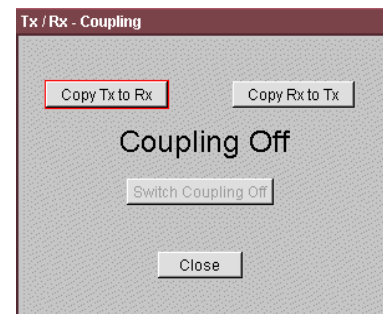 Tx / Rx - Coupling
Copy Tx to Rx
Copy Rx to Tx
Coupling Off
Switch Coupling Off
Close